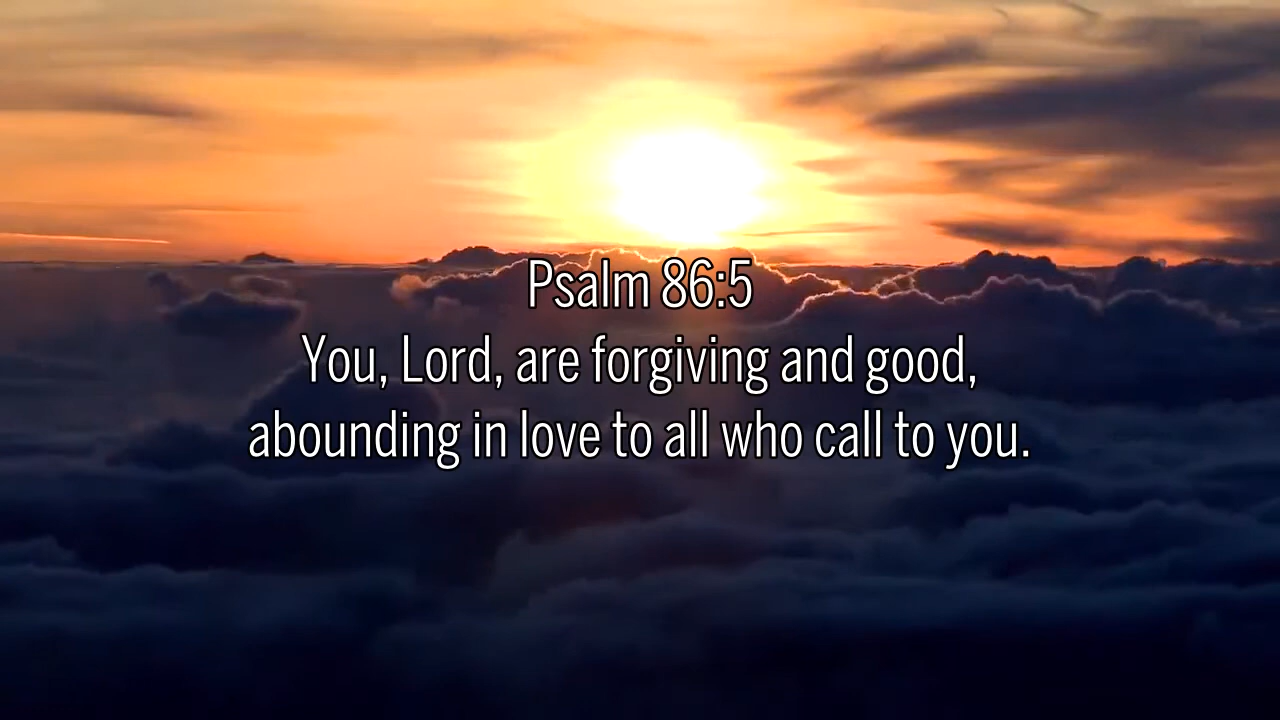 Psalm 86:5
You, Lord, are forgiving and good,
abounding in love to all who call to you.